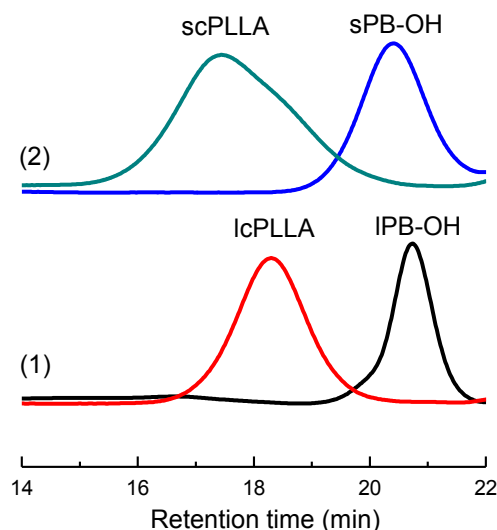 scPLLA sPB-OH
(2)
lcPLLA lPB-OH
(1)
14 16 18 20 22
Retention time (min)